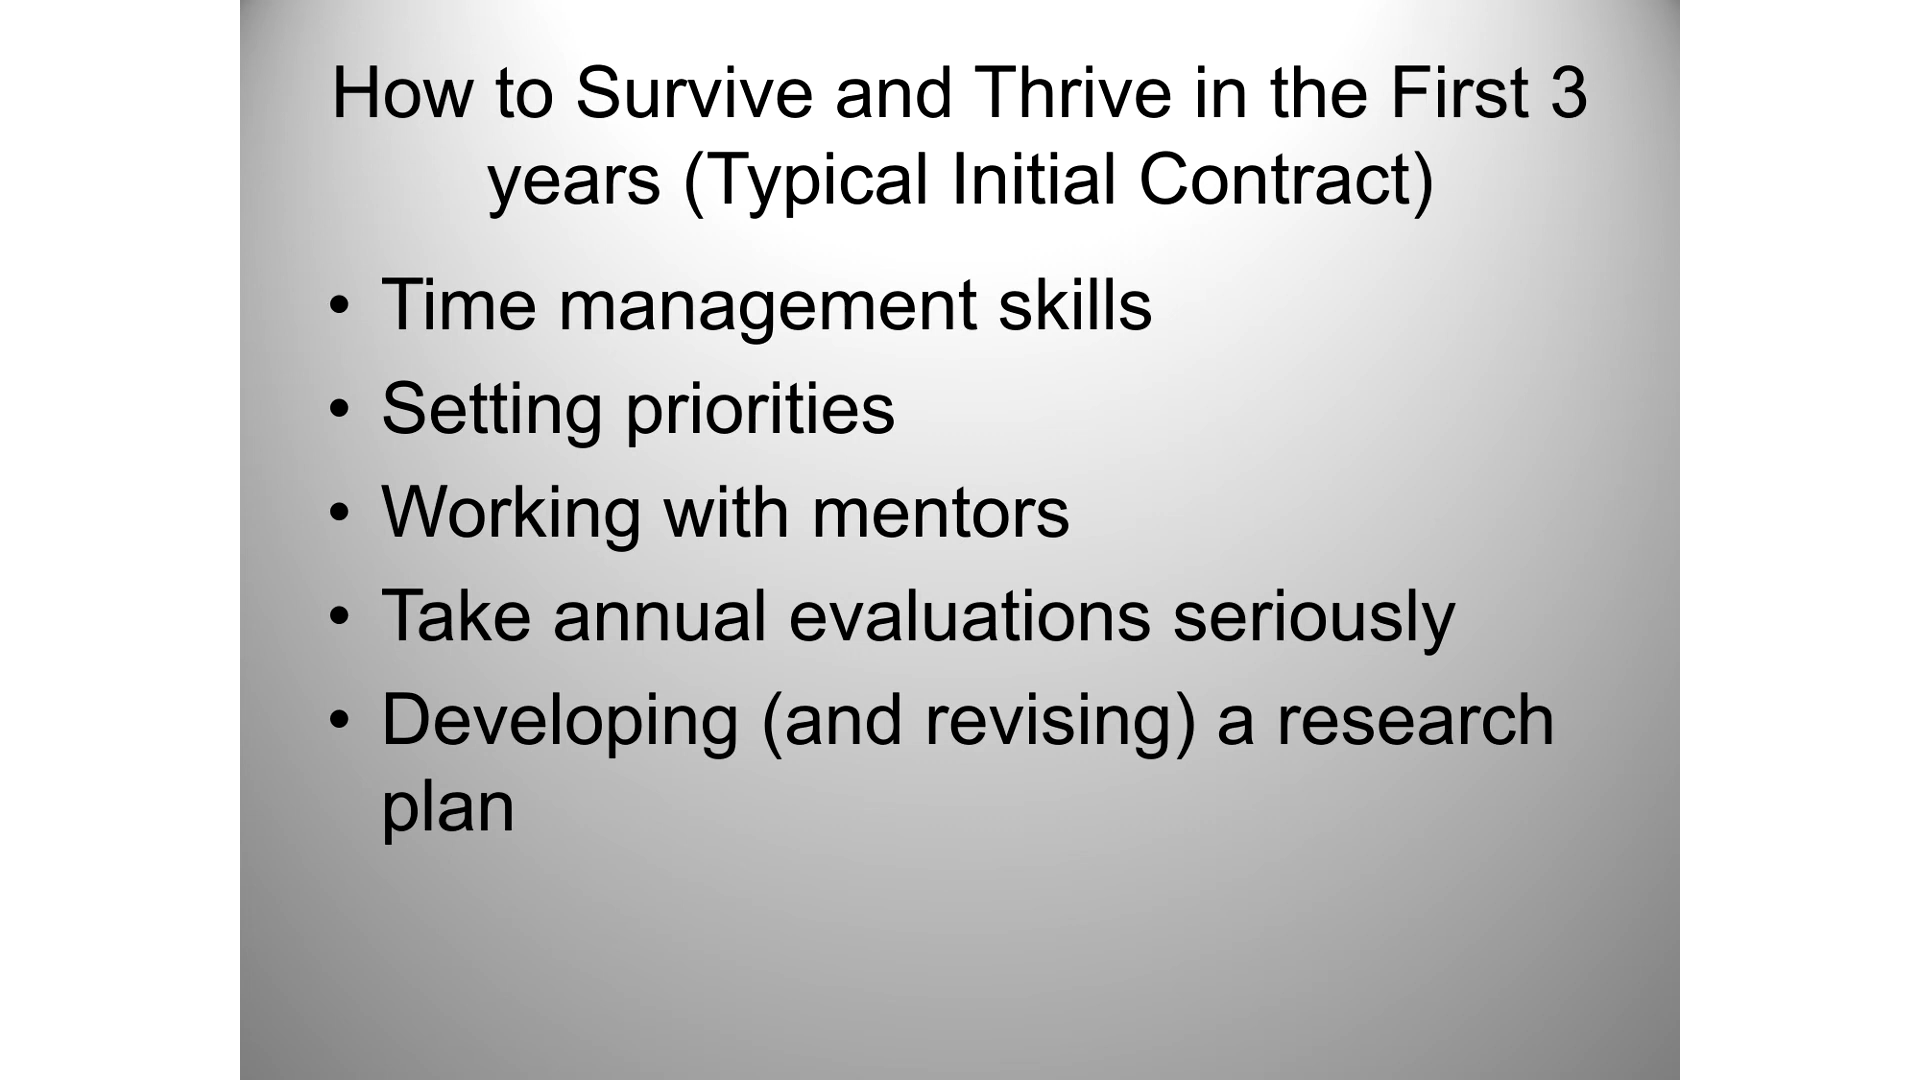 How to Survive and Thrive in the First 3
years (Typical Initial Contract)
• Time management skills
• Setting priorities
• Working with mentors
• Take annual evaluations seriously
• Developing (and revising) a research
plan